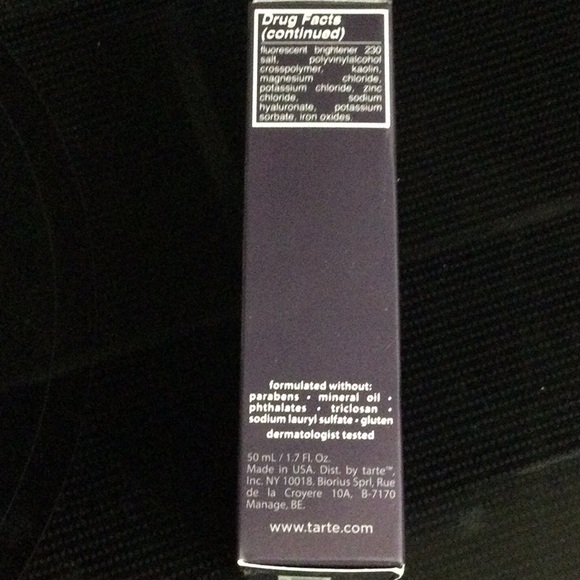 Drug Facts
(continued)
fluorescent brightener 230
salt, polyvinylalcohol
crosspolymer, kaolin,
magnesium chloride,
potassium chloride, zinc
chloride, sodium
hyaluronate, potassium
sorbate, iron oxides.
formulated without:
parabens • mineral oil •
phthalates • triclosan •
sodium lauryl sulfate • gluten
dermatologist tested
50 mL / 1.7 Fl. Oz.
Made in USA. Dist. by tarte™,
Inc. NY 10018. Biorius Sprl, Rue
de la Croyere 10A, B-7170
Manage, BE.
www.tarte.com